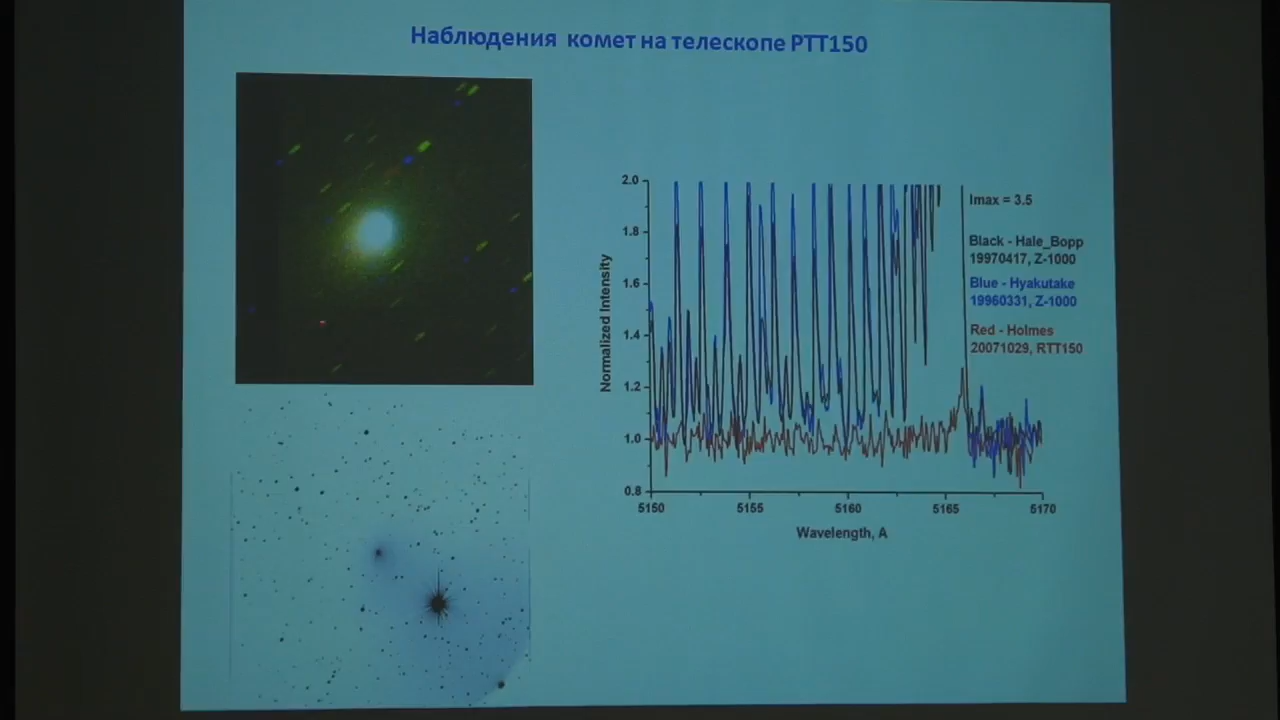 Наблюдения комет на телескопе РТТ150
2.0
1.8
1.6
1.4
1.2
1.0
0.8
Normalized Intensity
5150
5155
5160
5165
5170
Wavelength, A
Imax = 3.5
Black - Hale_Bopp
19970417, Z-1000
Blue - Hyakutake
19960331, Z-1000
Red - Holmes
20071029, RTT150